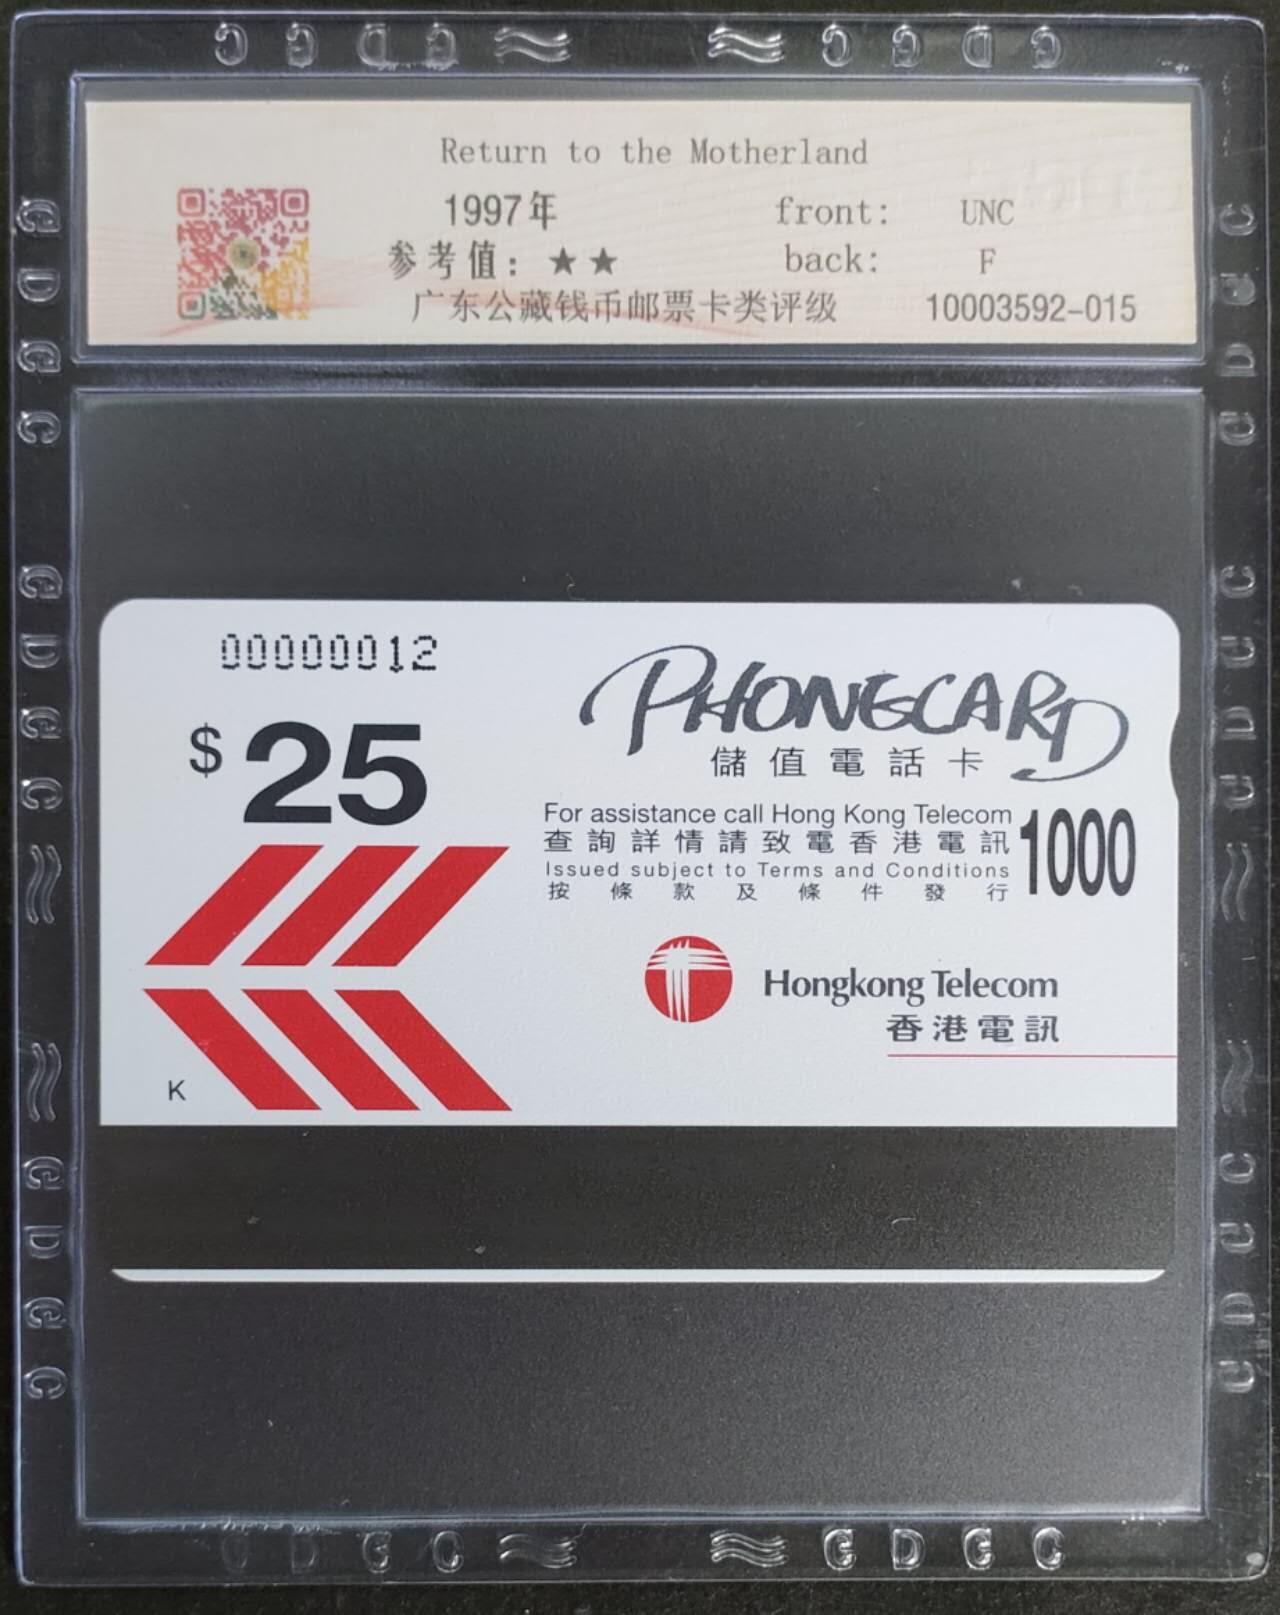 G D G C G D G C
Return to the Motherland
1997年 front: UNC
参考值: ★★ back: F
广东公藏钱币邮票卡类评级 10003592-015
00000012
$25
PHONECARD
儲值電話卡
For assistance call Hong Kong Telecom
查詢詳情請致電香港電訊
1000
Issued subject to Terms and Conditions
按條款及條件發行
Hongkong Telecom
香港電訊
K
G D G C